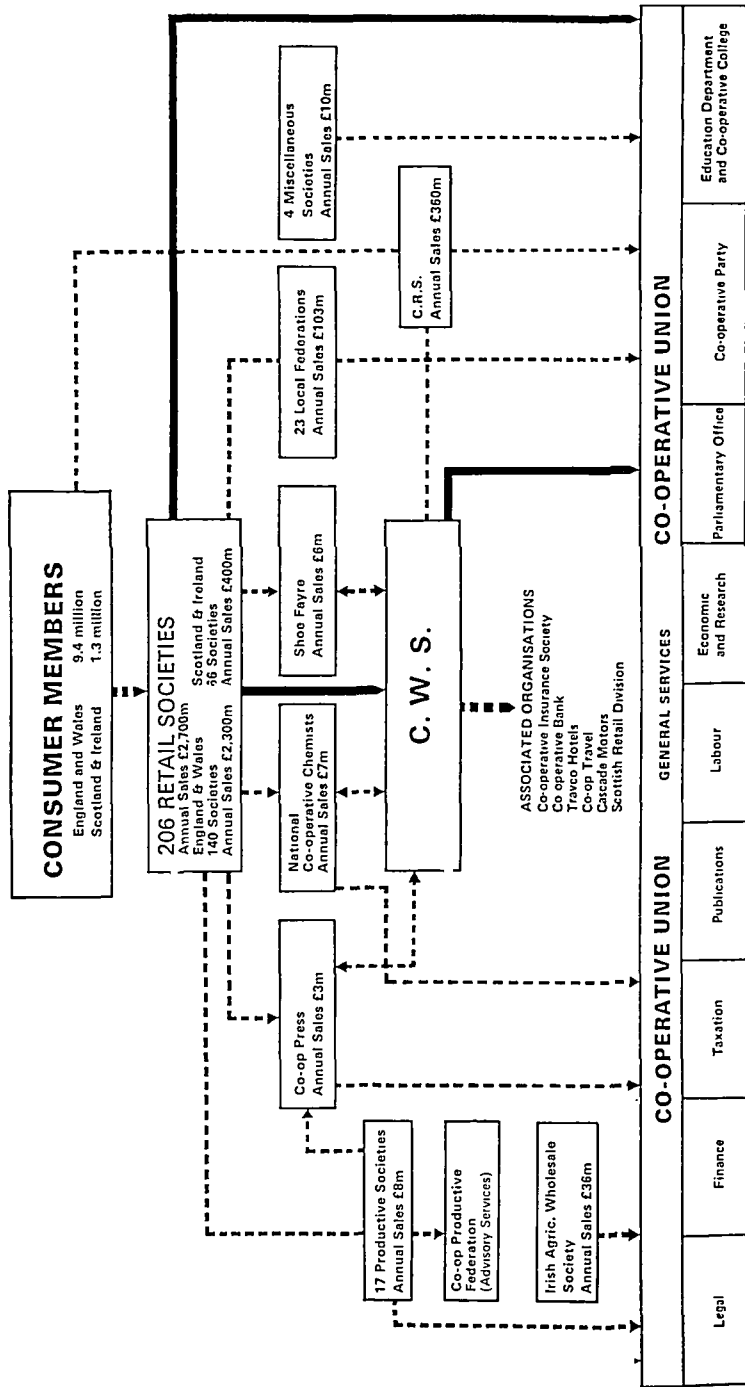 CONSUMER MEMBERS
England and Wales 9.4 million
Scotland & Ireland 1.3 million
206 RETAIL SOCIETIES
Annual Sales £2,700m
England & Wales Scotland & Ireland
140 Societies 66 Societies
Annual Sales £2,300m Annual Sales £400m
17 Productive Societies
Annual Sales £8m
Co-op Productive
Federation
(Advisory Services)
Irish Agric. Wholesale
Society
Annual Sales £36m
Co-op Press
Annual Sales £3m
National
Co-operative Chemists
Annual Sales £7m
Shoe Fayre
Annual Sales £6m
23 Local Federations
Annual Sales £103m
4 Miscellaneous
Societies
Annual Sales £10m
C. W. S.
C.R.S.
Annual Sales £360m
ASSOCIATED ORGANISATIONS
Co-operative Insurance Society
Co operative Bank
Travco Hotels
Co-op Travel
Cascade Motors
Scottish Retail Division
CO-OPERATIVE UNION GENERAL SERVICES CO-OPERATIVE UNION
Legal
Finance
Taxation
Publications
Labour
Economic
and Research
Parliamentary Office
Co-operative Party
Education Department
and Co-operative College